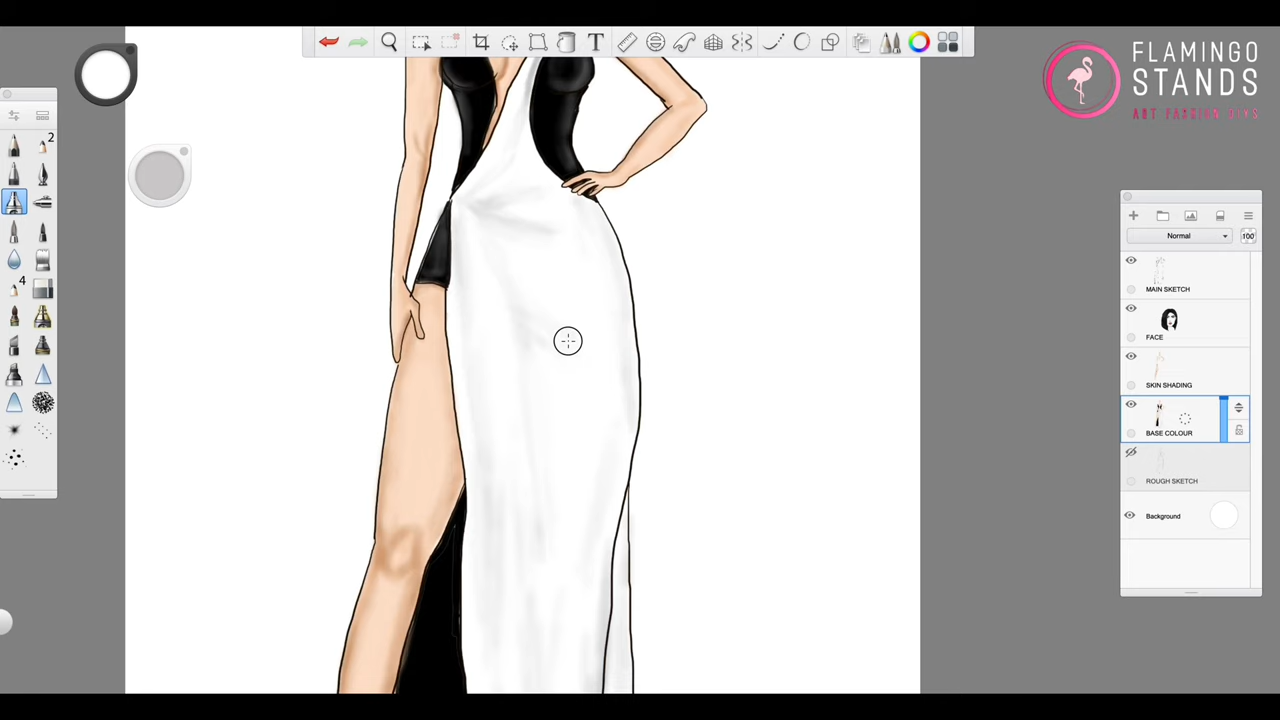 FLAMINGO
STANDS
ART FASHION DIYS
2
4
Normal
100
MAIN SKETCH
FACE
SKIN SHADING
BASE COLOUR
ROUGH SKETCH
Background
T